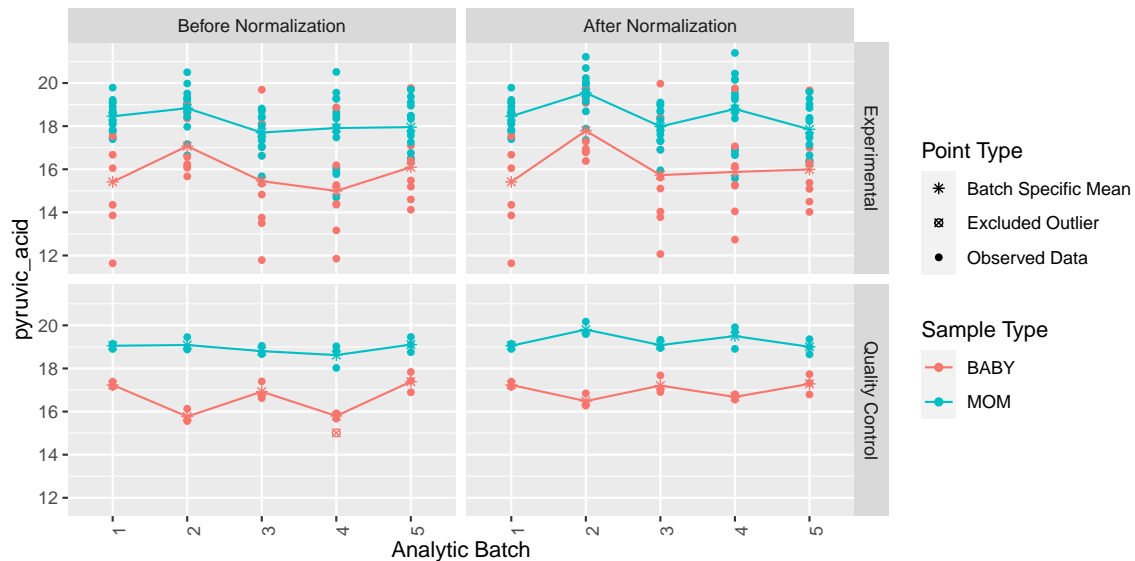 Before Normalization
After Normalization
20
18
16
14
12
Experimental
20
18
16
14
12
Quality Control
pyruvic_acid
1
2
3
4
5
1
2
3
4
5
Analytic Batch
Point Type
Batch Specific Mean
Excluded Outlier
Observed Data
Sample Type
BABY
MOM